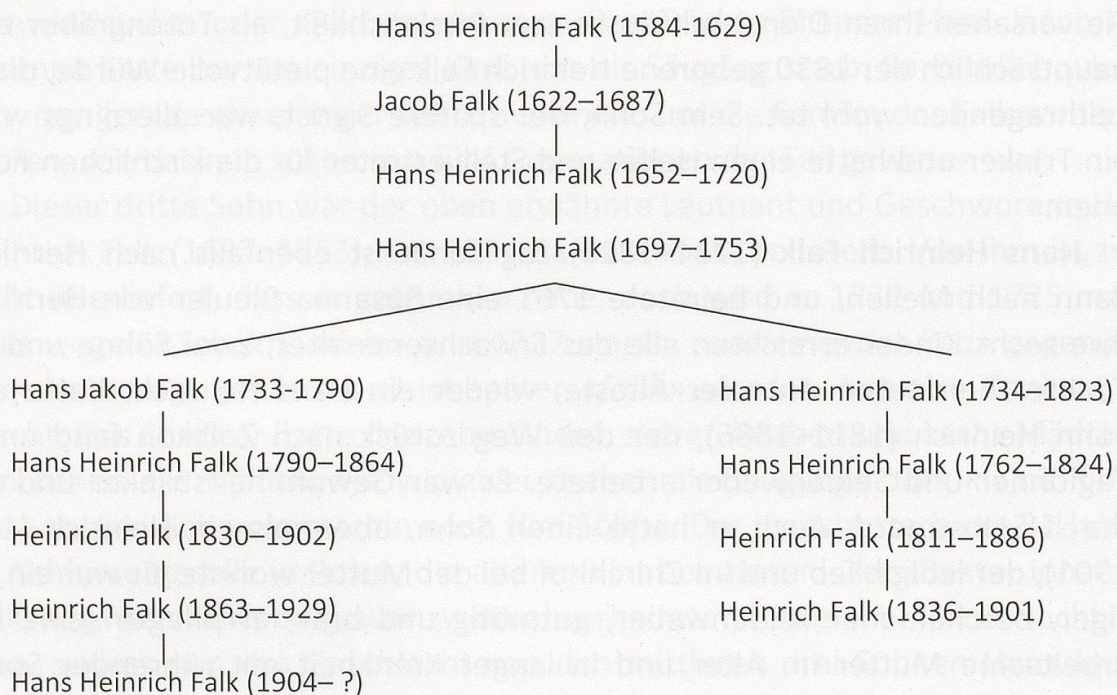 Hans Heinrich Falk (1584-1629)
Jacob Falk (1622–1687)
Hans Heinrich Falk (1652–1720)
Hans Heinrich Falk (1697–1753)
Hans Jakob Falk (1733-1790)
Hans Heinrich Falk (1734–1823)
Hans Heinrich Falk (1790–1864)
Hans Heinrich Falk (1762–1824)
Heinrich Falk (1830–1902)
Heinrich Falk (1811–1886)
Heinrich Falk (1863–1929)
Heinrich Falk (1836–1901)
Hans Heinrich Falk (1904– ?)